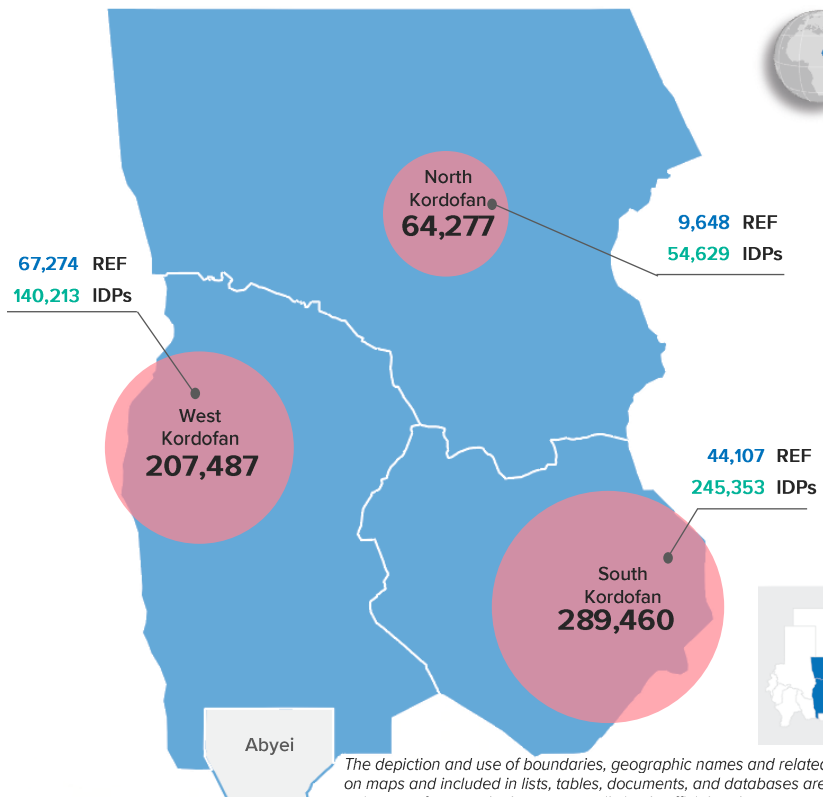 North
Kordofan
64,277
9,648 REF
54,629 IDPs
67,274 REF
140,213 IDPs
West
Kordofan
207,487
44,107 REF
245,353 IDPs
South
Kordofan
289,460
Abyei
The depiction and use of boundaries, geographic names and related
on maps and included in lists, tables, documents, and databases are